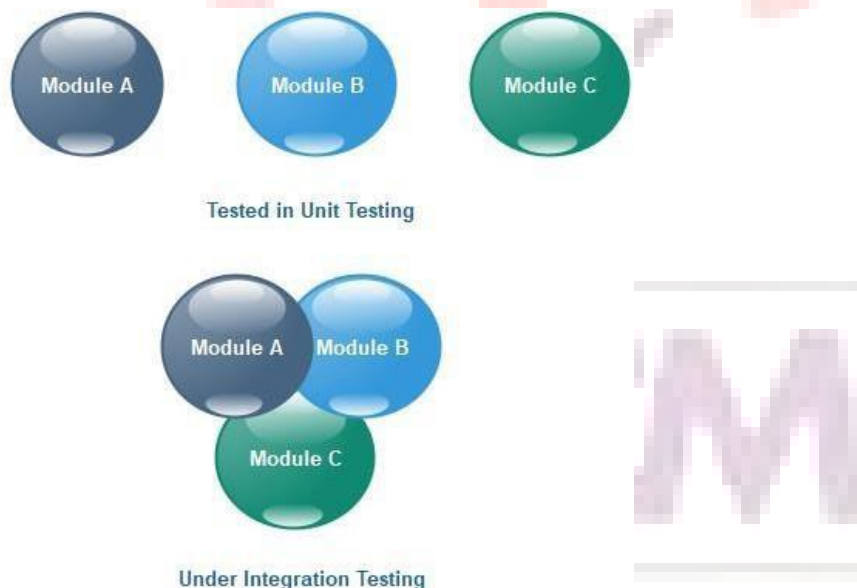 Module A
Module B
Module C
Tested in Unit Testing
Module A
Module B
Module C
Under Integration Testing